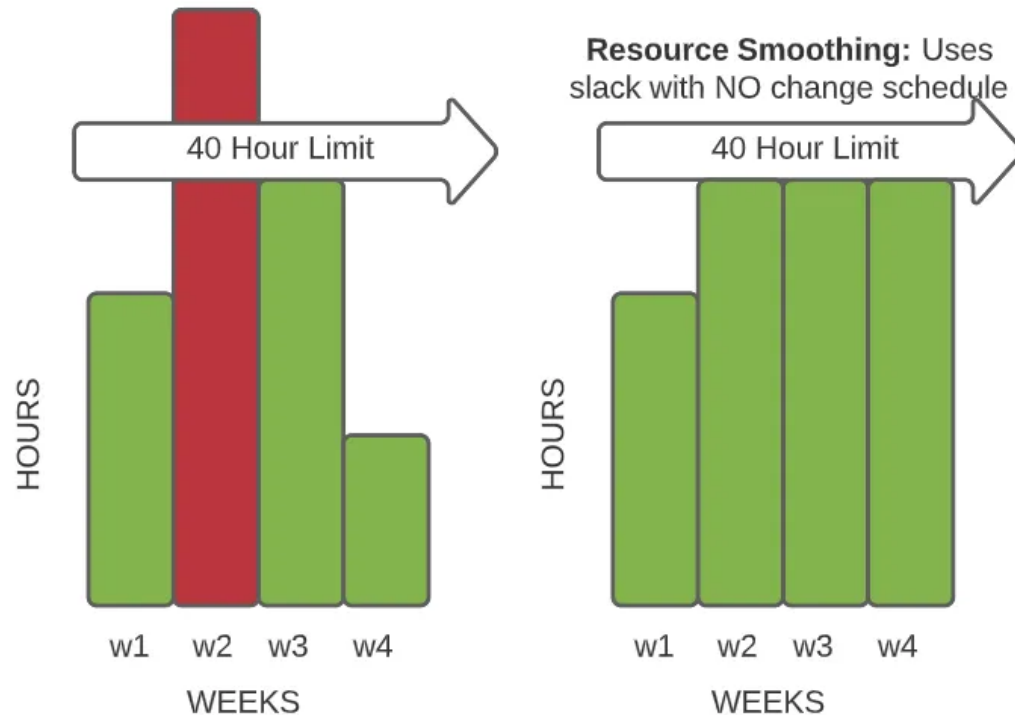 Resource Smoothing: Uses
slack with NO change schedule
40 Hour Limit
40 Hour Limit
HOURS
HOURS
w1 w2 w3 w4
w1 w2 w3 w4
WEEKS
WEEKS